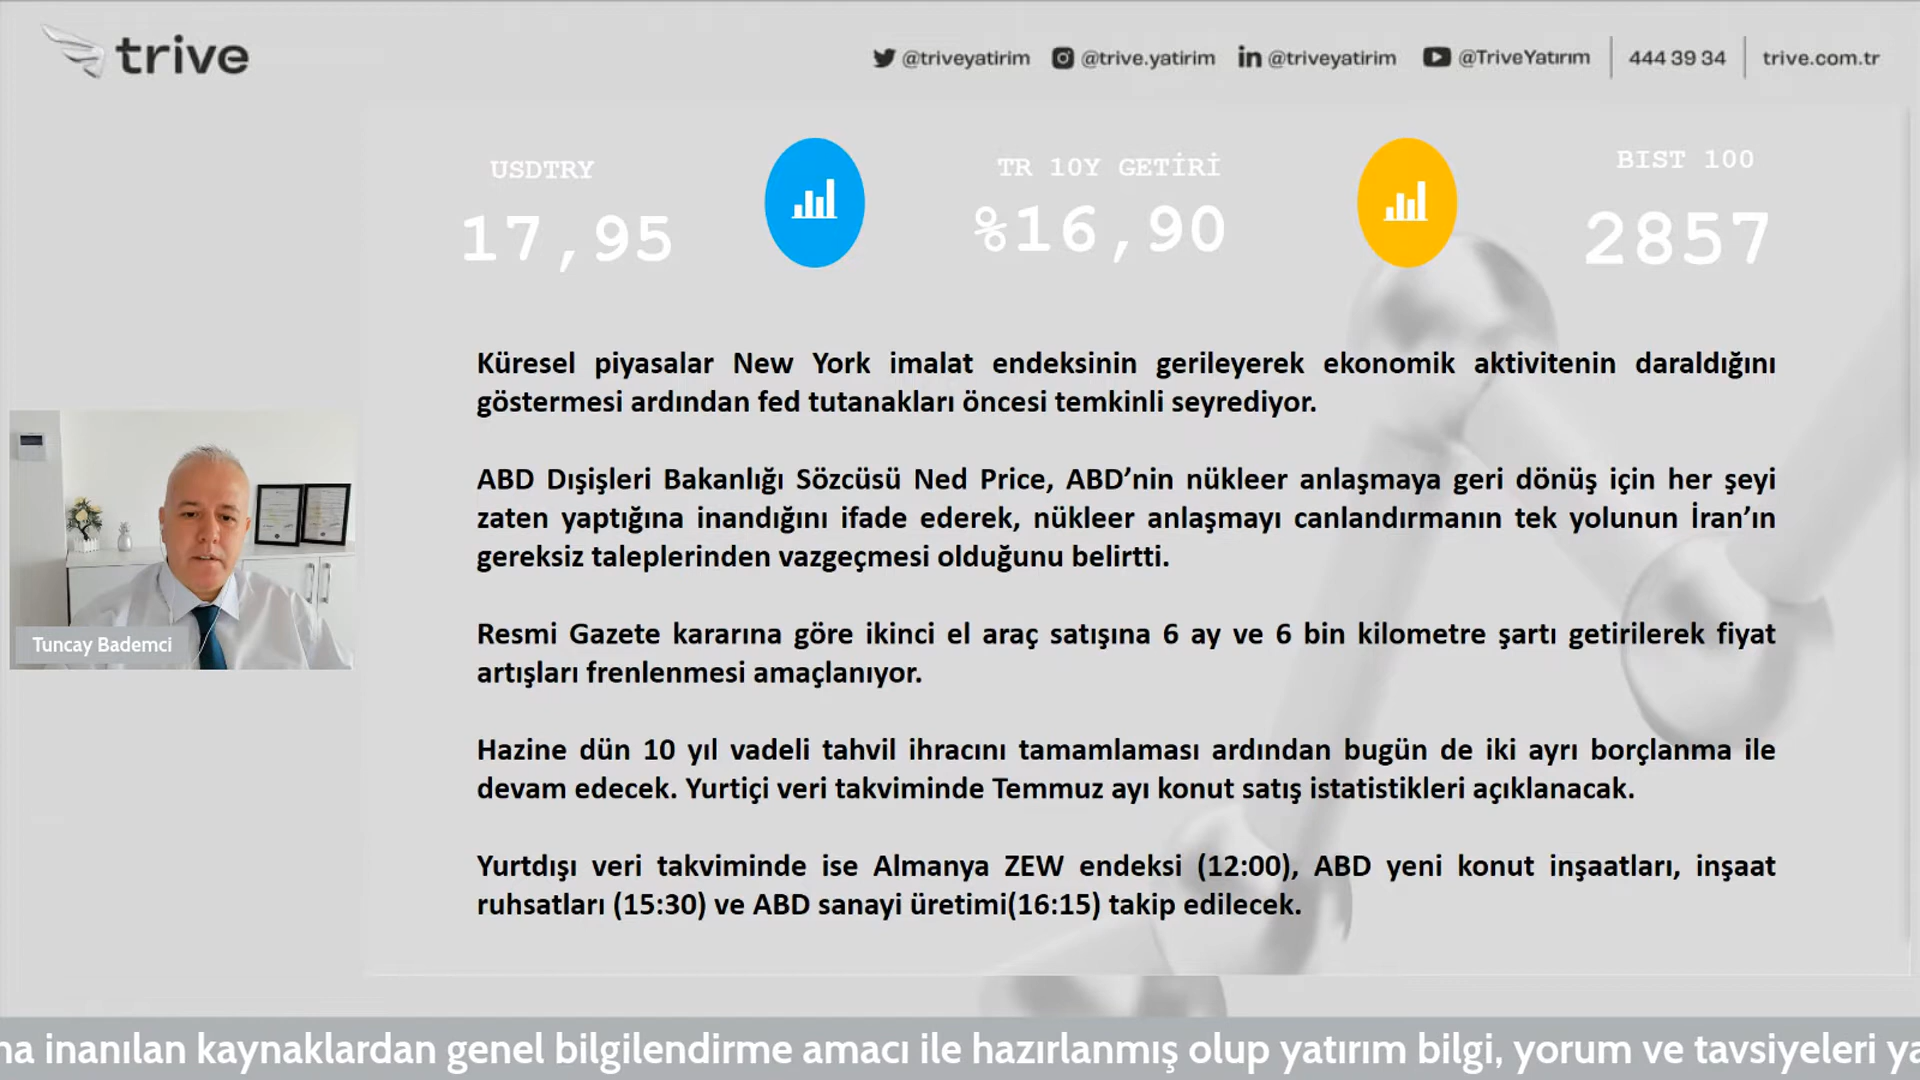 trive
@triveyatirim @trive.yatirim @triveyatirim @TriveYatırım 444 39 34 trive.com.tr
USDTRY
17,95
TR 10Y GETİRİ
%16,90
BIST 100
2857
Küresel piyasalar New York imalat endeksinin gerileyerek ekonomik aktivitenin daraldığını
göstermesi ardından fed tutanakları öncesi temkinli seyrediyor.
ABD Dışişleri Bakanlığı Sözcüsü Ned Price, ABD’nin nükleer anlaşmaya geri dönüş için her şeyi
zaten yaptığına inandığını ifade ederek, nükleer anlaşmayı canlandırmanın tek yolunun İran’ın
gereksiz taleplerinden vazgeçmesi olduğunu belirtti.
Resmi Gazete kararına göre ikinci el araç satışına 6 ay ve 6 bin kilometre şartı getirilerek fiyat
artışları frenlenmesi amaçlanıyor.
Hazine dün 10 yıl vadeli tahvil ihracını tamamlaması ardından bugün de iki ayrı borçlanma ile
devam edecek. Yurtiçi veri takviminde Temmuz ayı konut satış istatistikleri açıklanacak.
Yurtdışı veri takviminde ise Almanya ZEW endeksi (12:00), ABD yeni konut inşaatları, inşaat
ruhsatları (15:30) ve ABD sanayi üretimi(16:15) takip edilecek.
Tuncay Bademci
na inanılan kaynaklardan genel bilgilendirme amacı ile hazırlanmış olup yatırım bilgi, yorum ve tavsiyeleri ya